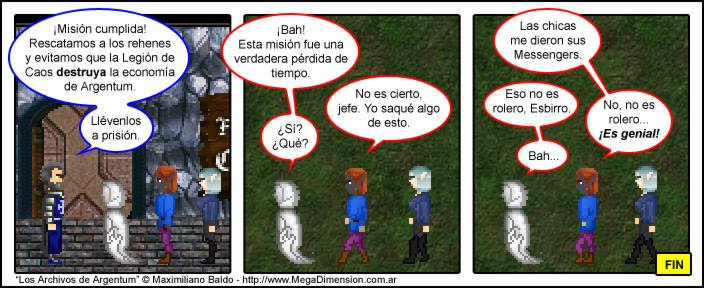 ¡Misión cumplida!
Rescatamos a los rehenes
y evitamos que la Legión de
Caos destruya la economía
de Argentum.
Llévenlos
a prisión.
¡Bah!
Esta misión fue una
verdadera pérdida de
tiempo.
No es cierto,
jefe. Yo saqué algo
de esto.
¿Sí?
¿Qué?
Las chicas
me dieron sus
Messengers.
Eso no es
rolero, Esbirro.
No, no es
rolero...
¡Es genial!
Bah...
FIN
"Los Archivos de Argentum" © Maximiliano Baldo - http://www.MegaDimension.com.ar